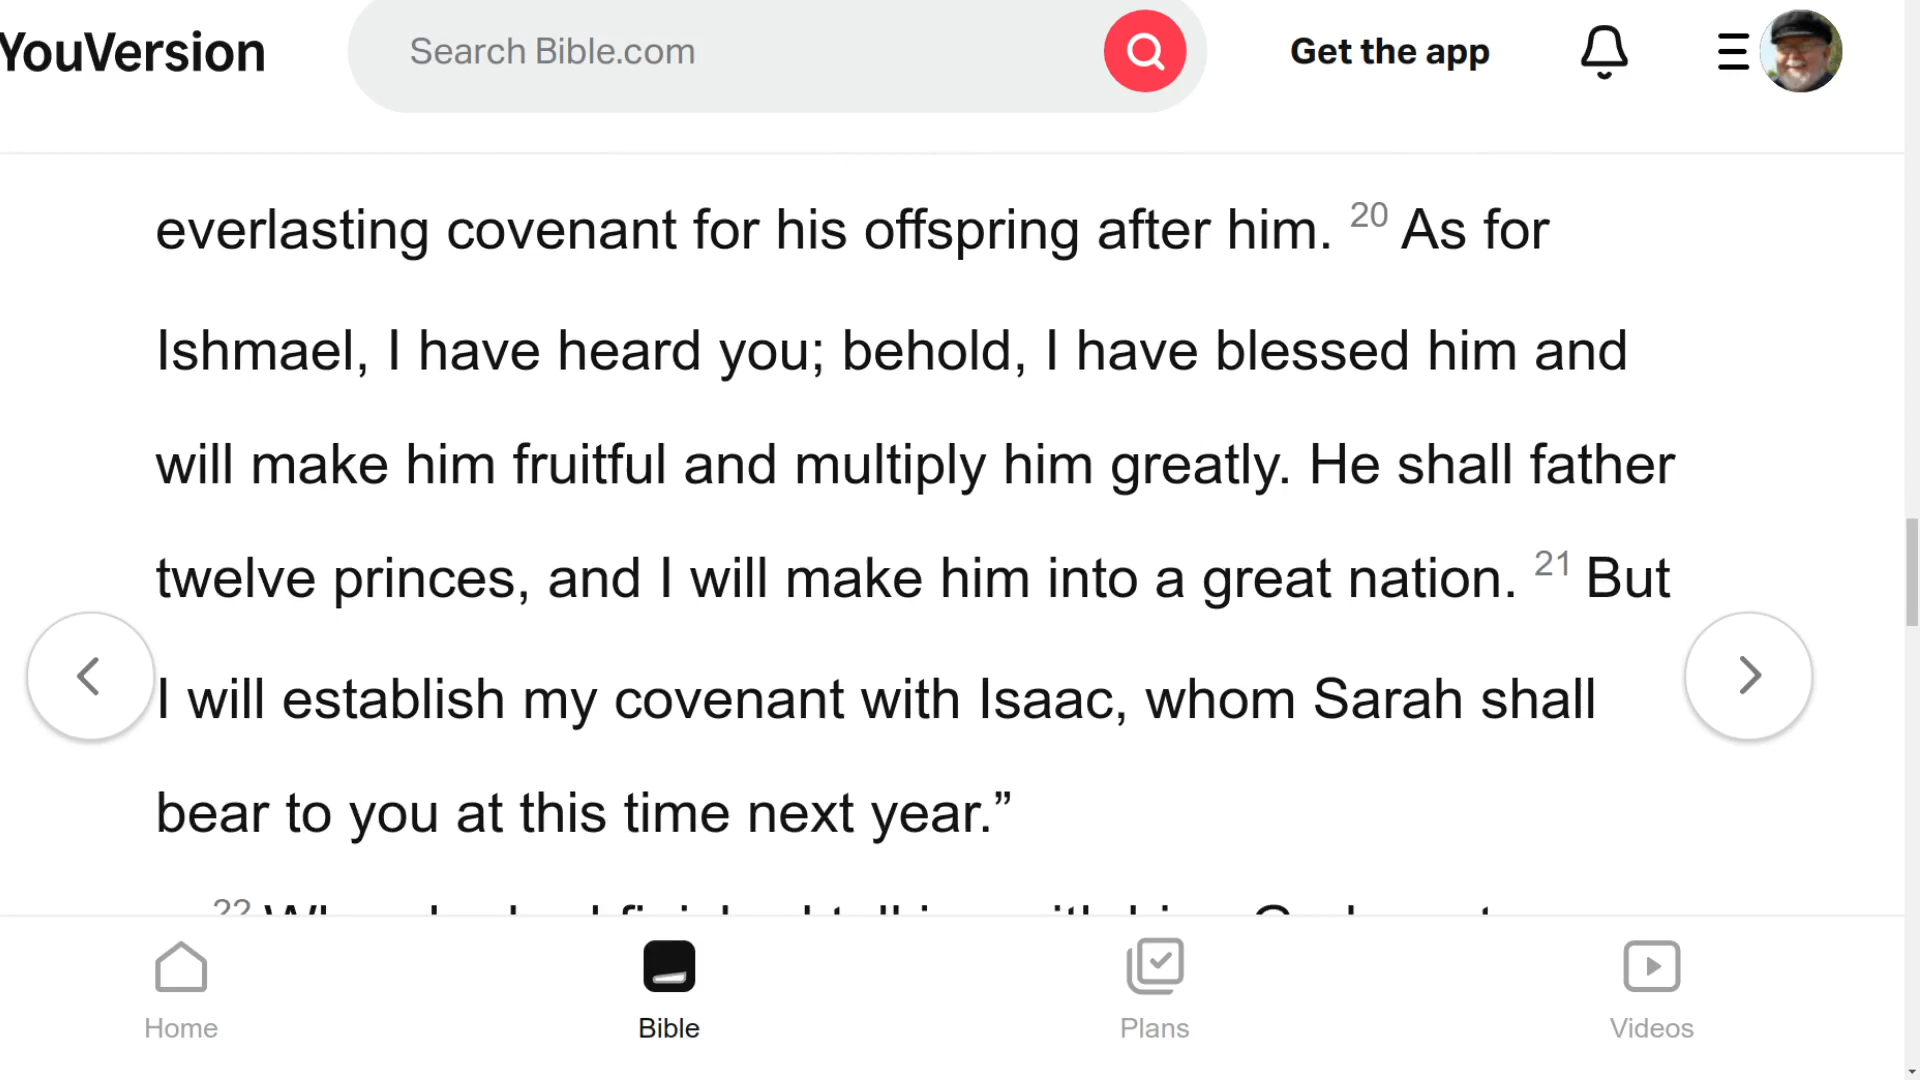 YouVersion
Search Bible.com
Get the app
everlasting covenant for his offspring after him. 20 As for
Ishmael, I have heard you; behold, I have blessed him and
will make him fruitful and multiply him greatly. He shall father
twelve princes, and I will make him into a great nation. 21 But
I will establish my covenant with Isaac, whom Sarah shall
bear to you at this time next year.”
22
Home
Bible
Plans
Videos